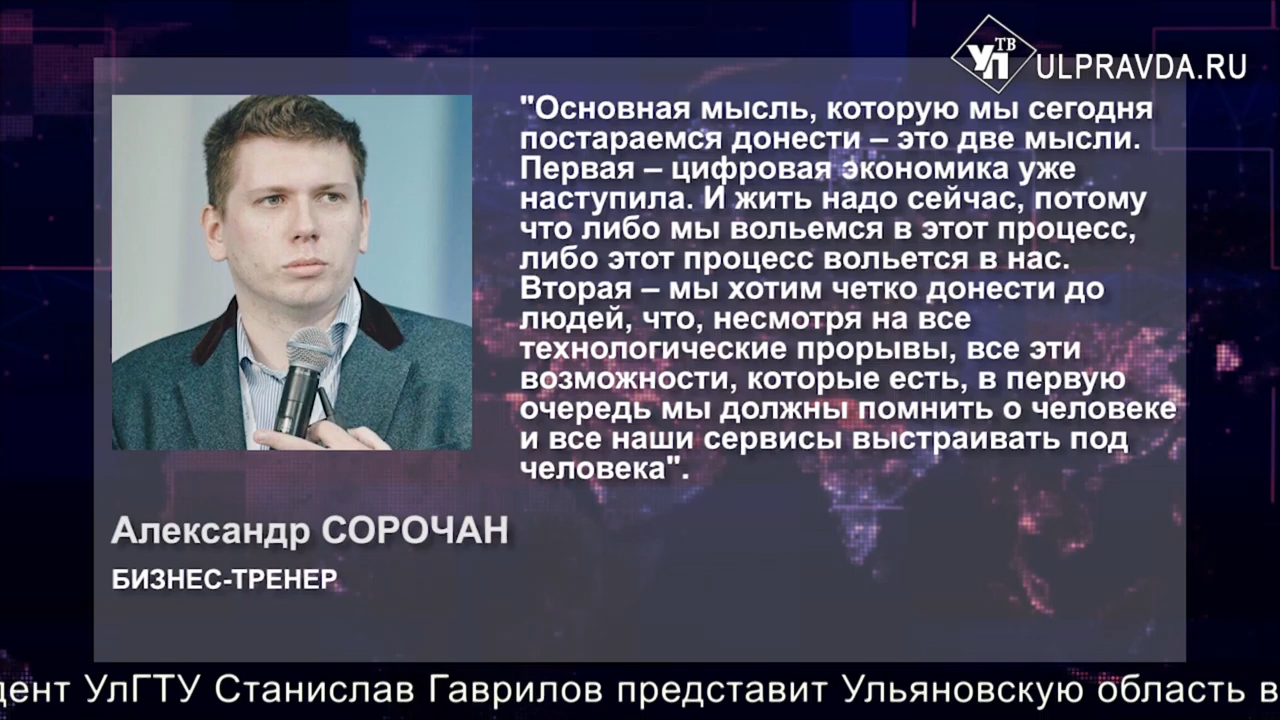 ТВ
УП
ULPRAVDA.RU
"Основная мысль, которую мы сегодня
постараемся донести – это две мысли.
Первая – цифровая экономика уже
наступила. И жить надо сейчас, потому
что либо мы вольемся в этот процесс,
либо этот процесс вольется в нас.
Вторая – мы хотим четко донести до
людей, что, несмотря на все
технологические прорывы, все эти
возможности, которые есть, в первую
очередь мы должны помнить о человеке
и все наши сервисы выстраивать под
человека".
Александр СОРОЧАН
БИЗНЕС-ТРЕНЕР
дент УлГТУ Станислав Гаврилов представит Ульяновскую область в